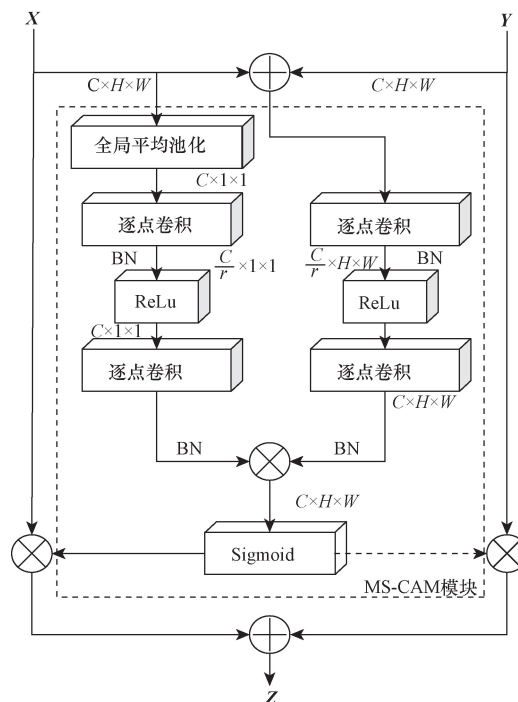 X Y
C×H×W C×H×W
全局平均池化
C×1×1
逐点卷积 逐点卷积
BN C/r×1×1 C/r×H×W BN
ReLu ReLu
C×1×1
逐点卷积 逐点卷积
C×H×W
BN BN
C×H×W
Sigmoid
MS-CAM模块
Z